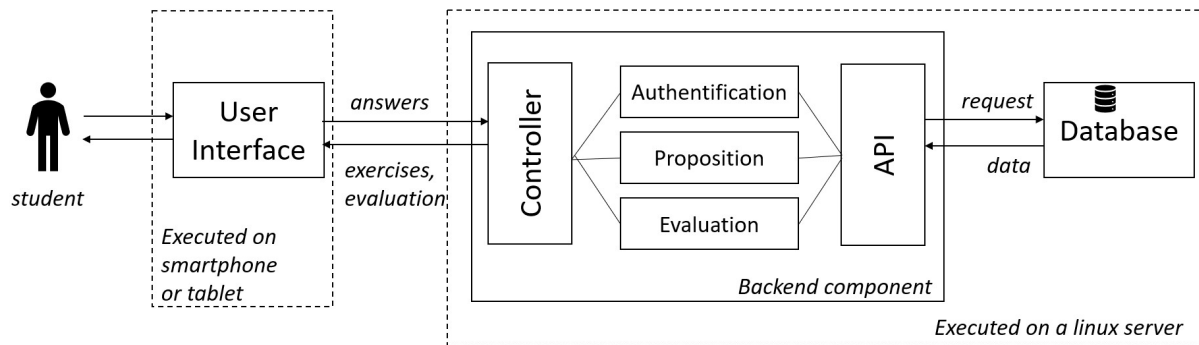 student
User
Interface
Executed on
smartphone
or tablet
answers
exercises,
evaluation
Controller
Authentification
Proposition
Evaluation
API
Backend component
request
data
Database
Executed on a linux server